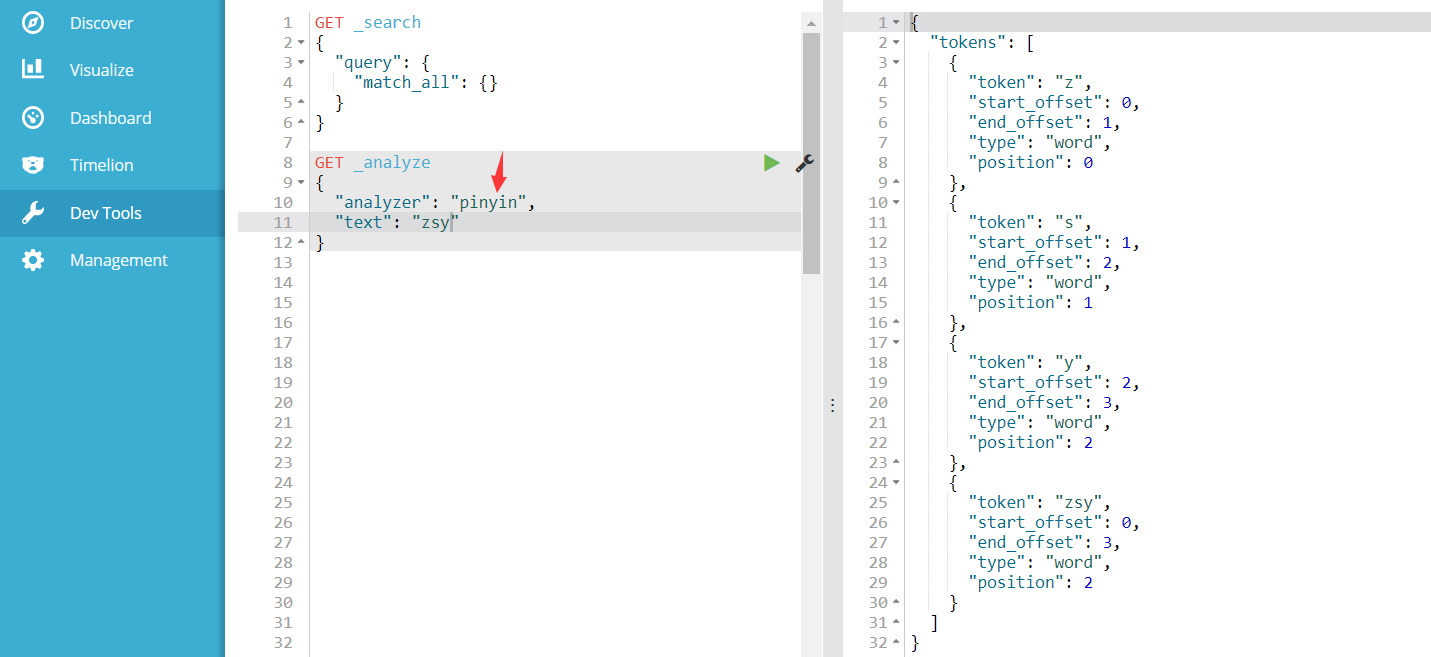 Discover
Visualize
Dashboard
Timelion
Dev Tools
Management
1 GET _search
2 {
3 "query": {
4 "match_all": {}
5 }
6 }
7
8 GET _analyze
9 {
10 "analyzer": "pinyin",
11 "text": "zsy"
12 }
13
14
15
16
17
18
19
20
21
22
23
24
25
26
27
28
29
30
31
32
1 {
2 "tokens": [
3 {
4 "token": "z",
5 "start_offset": 0,
6 "end_offset": 1,
7 "type": "word",
8 "position": 0
9 },
10 {
11 "token": "s",
12 "start_offset": 1,
13 "end_offset": 2,
14 "type": "word",
15 "position": 1
16 },
17 {
18 "token": "y",
19 "start_offset": 2,
20 "end_offset": 3,
21 "type": "word",
22 "position": 2
23 },
24 {
25 "token": "zsy",
26 "start_offset": 0,
27 "end_offset": 3,
28 "type": "word",
29 "position": 2
30 }
31 ]
32 }